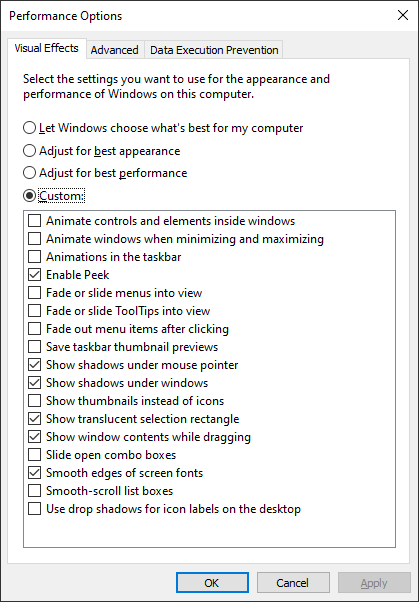 Performance Options
Visual Effects Advanced Data Execution Prevention
Select the settings you want to use for the appearance and
performance of Windows on this computer.
Let Windows choose what's best for my computer
Adjust for best appearance
Adjust for best performance
Custom:
Animate controls and elements inside windows
Animate windows when minimizing and maximizing
Animations in the taskbar
Enable Peek
Fade or slide menus into view
Fade or slide ToolTips into view
Fade out menu items after clicking
Save taskbar thumbnail previews
Show shadows under mouse pointer
Show shadows under windows
Show thumbnails instead of icons
Show translucent selection rectangle
Show window contents while dragging
Slide open combo boxes
Smooth edges of screen fonts
Smooth-scroll list boxes
Use drop shadows for icon labels on the desktop
OK Cancel Apply